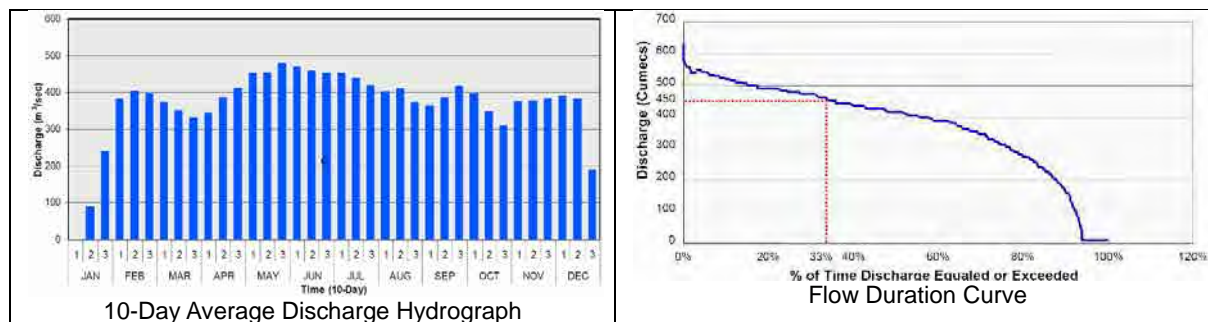 600
500
400
300
200
100
0
Discharge (m³/sec)
1 2 3 1 2 3 1 2 3 1 2 3 1 2 3 1 2 3 1 2 3 1 2 3 1 2 3 1 2 3 1 2 3 1 2 3
JAN FEB MAR APR MAY JUN JUL AUG SEP OCT NOV DEC
Time (10-Day)
10-Day Average Discharge Hydrograph
700
600
500
450
400
300
200
100
0
Discharge (Cumecs)
0% 20% 33% 40% 60% 80% 100% 120%
% of Time Discharge Equaled or Exceeded
Flow Duration Curve